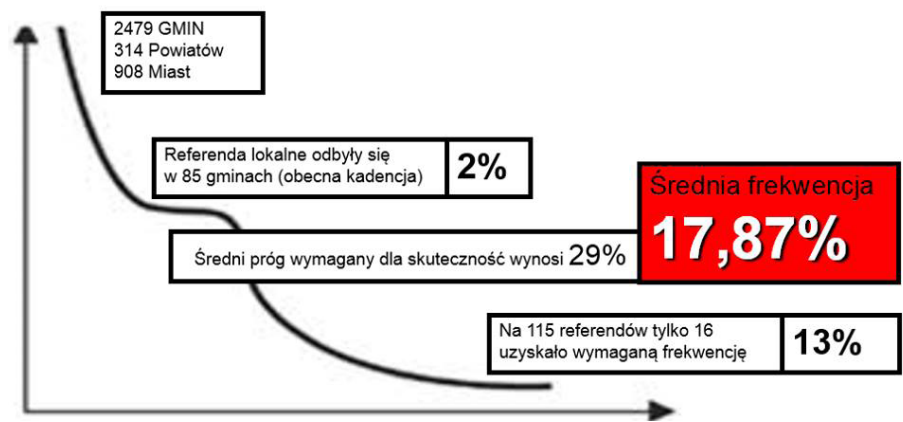 2479 GMIN
314 Powiatów
908 Miast
Referenda lokalne odbyły się
w 85 gminach (obecna kadencja)
2%
Średnia frekwencja
17,87%
Średni próg wymagany dla skuteczność wynosi 29%
Na 115 referendów tylko 16
uzyskało wymaganą frekwencję
13%